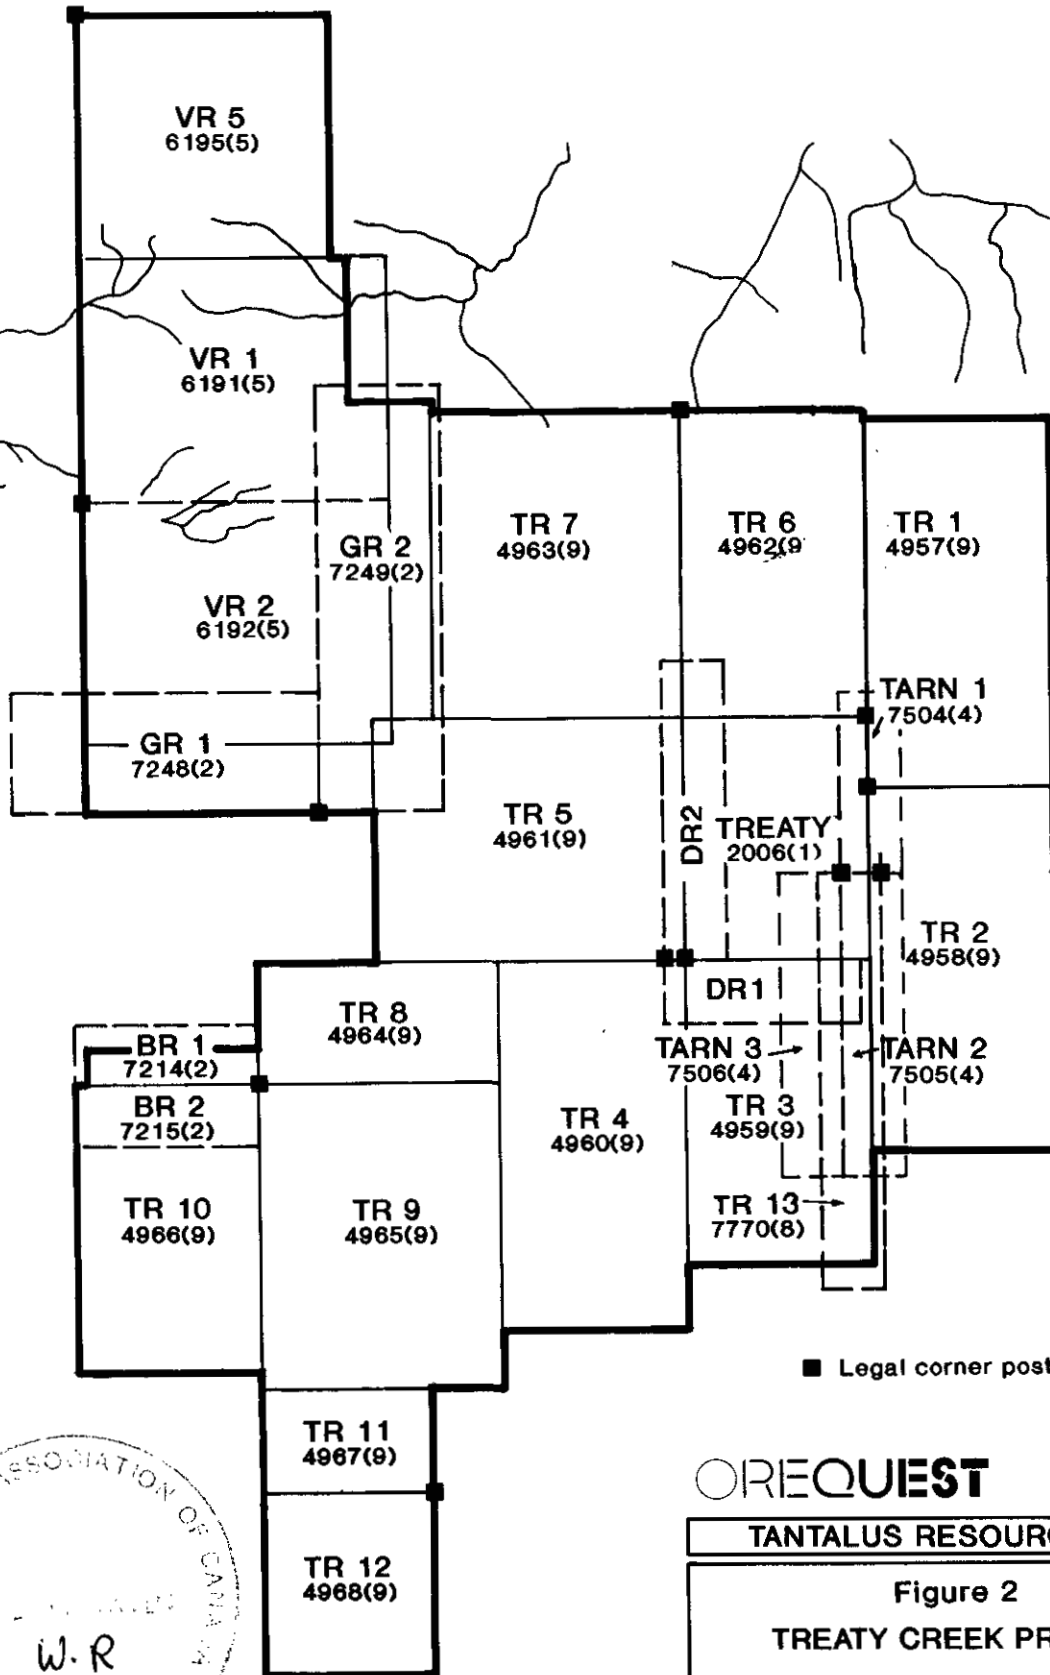 VR 5
6195(5)
VR 1
6191(5)
GR 2
7249(2)
VR 2
6192(5)
GR 1
7248(2)
TR 7
4963(9)
TR 6
4962(9
TR 1
4957(9)
TARN 1
7504(4)
TR 5
4961(9)
DR2
TREATY
2006(1)
TR 2
4958(9)
DR1
TR 8
4964(9)
BR 1
7214(2)
BR 2
7215(2)
TARN 3
7506(4)
TARN 2
7505(4)
TR 4
4960(9)
TR 3
4959(9)
TR 10
4966(9)
TR 9
4965(9)
TR 13
7770(8)
■ Legal corner post
TR 11
4967(9)
TR 12
4968(9)
OREQUEST
TANTALUS RESOUR
Figure 2
TREATY CREEK PR
ASSOCIATION OF CANADA
W. R